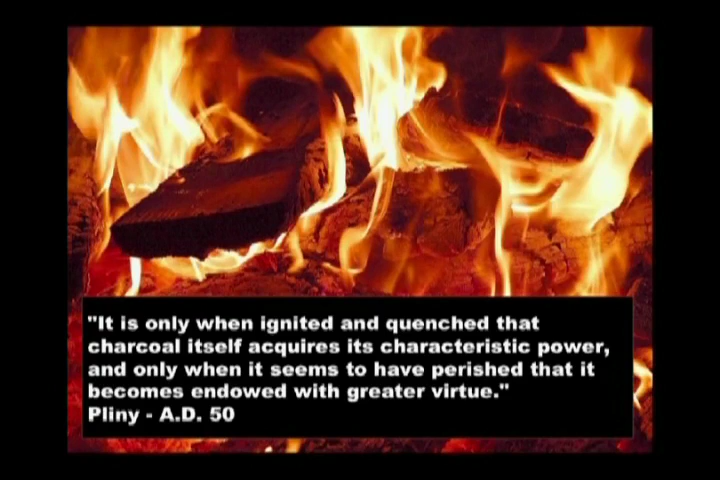 "It is only when ignited and quenched that
charcoal itself acquires its characteristic power,
and only when it seems to have perished that it
becomes endowed with greater virtue."
Pliny - A.D. 50